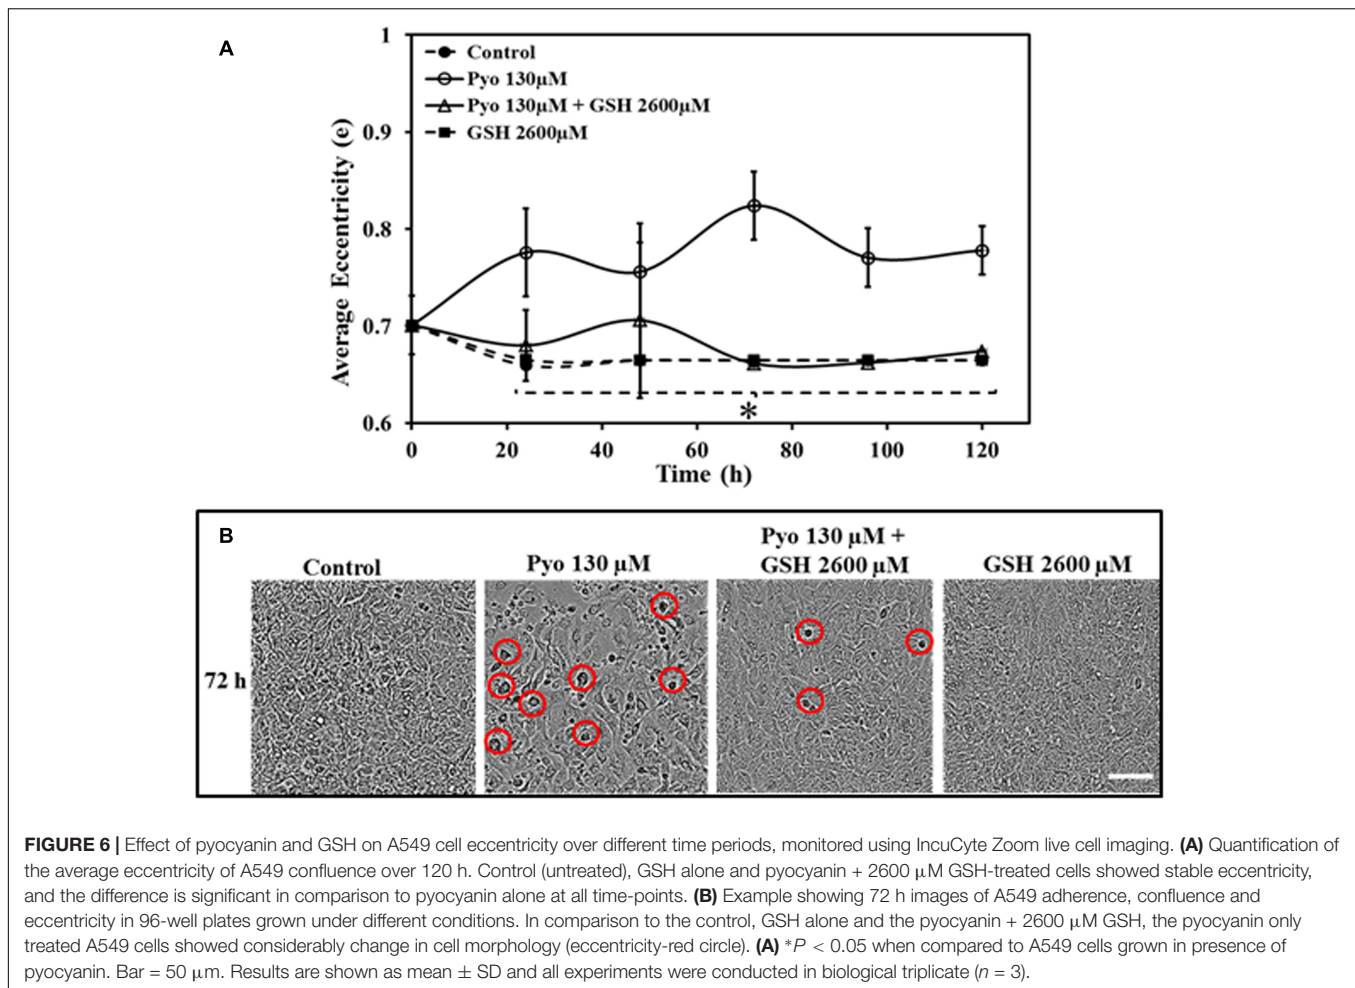 A
1
Control
Pyo 130μM
Pyo 130μM + GSH 2600μM
GSH 2600μM
0.9
0.8
0.7
0.6
Average Eccentricity (e)
*
0 20 40 60 80 100 120
Time (h)
B
Control
Pyo 130 μM
Pyo 130 μM +
GSH 2600 μM
GSH 2600 μM
72 h
FIGURE 6 | Effect of pyocyanin and GSH on A549 cell eccentricity over different time periods, monitored using IncuCyte Zoom live cell imaging. (A) Quantification of
the average eccentricity of A549 confluence over 120 h. Control (untreated), GSH alone and pyocyanin + 2600 μM GSH-treated cells showed stable eccentricity,
and the difference is significant in comparison to pyocyanin alone at all time-points. (B) Example showing 72 h images of A549 adherence, confluence and
eccentricity in 96-well plates grown under different conditions. In comparison to the control, GSH alone and the pyocyanin + 2600 μM GSH, the pyocyanin only
treated A549 cells showed considerably change in cell morphology (eccentricity-red circle). (A) *P < 0.05 when compared to A549 cells grown in presence of
pyocyanin. Bar = 50 μm. Results are shown as mean ± SD and all experiments were conducted in biological triplicate (n = 3).